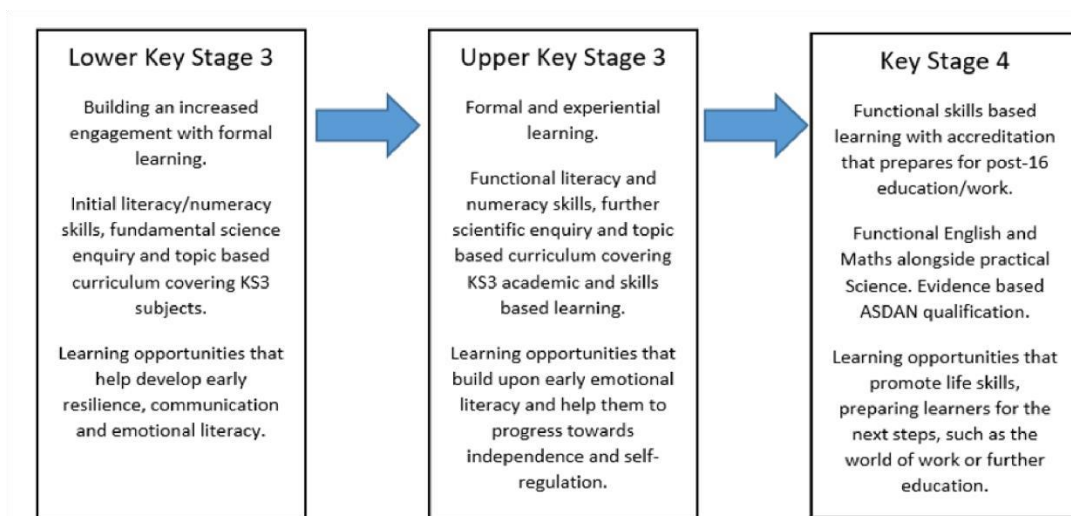 Lower Key Stage 3
Building an increased
engagement with formal
learning.
Initial literacy/numeracy
skills, fundamental science
enquiry and topic based
curriculum covering KS3
subjects.
Learning opportunities that
help develop early
resilience, communication
and emotional literacy.
Upper Key Stage 3
Formal and experiential
learning.
Functional literacy and
numeracy skills, further
scientific enquiry and topic
based curriculum covering
KS3 academic and skills
based learning.
Learning opportunities that
build upon early emotional
literacy and help them to
progress towards
independence and self-
regulation.
Key Stage 4
Functional skills based
learning with accreditation
that prepares for post-16
education/work.
Functional English and
Maths alongside practical
Science. Evidence based
ASDAN qualification.
Learning opportunities that
promote life skills,
preparing learners for the
next steps, such as the
world of work or further
education.